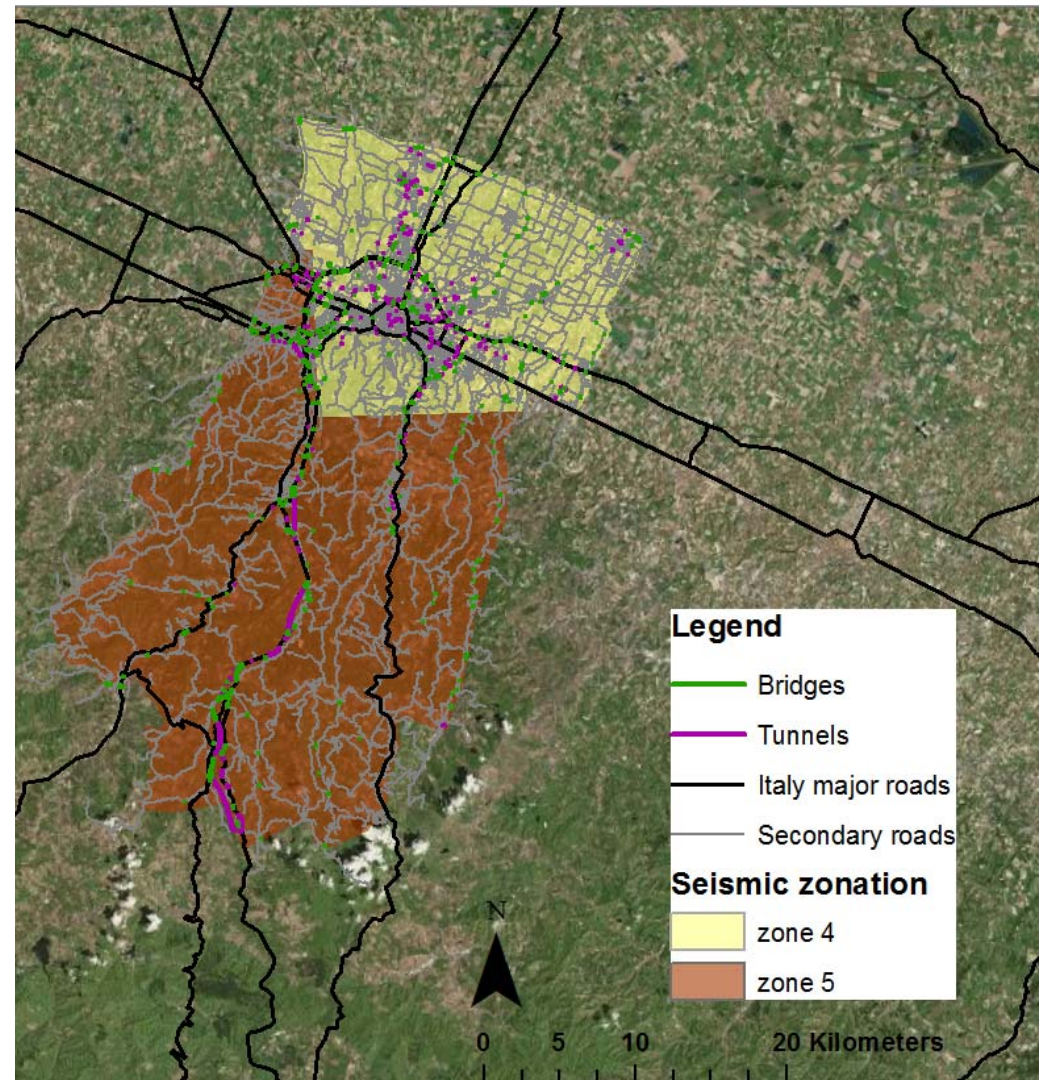 Legend
Bridges
Tunnels
Italy major roads
Secondary roads
Seismic zonation
zone 4
zone 5
N
0 5 10 20 Kilometers